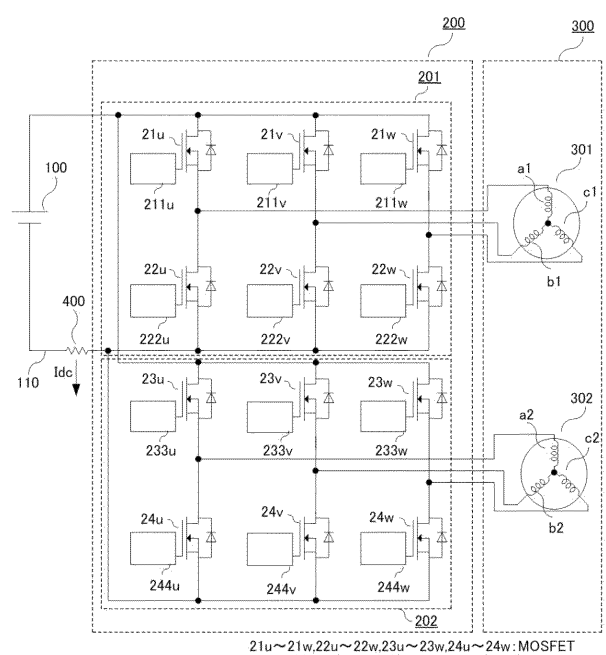 200
300
201
21u
21v
21w
301
100
a1
c1
211u
211v
211w
22u
22v
22w
b1
400
222u
222v
222w
Idc
110
23u
23v
23w
302
a2
c2
233u
233v
233w
24u
24v
24w
b2
244u
244v
244w
202
21u～21w,22u～22w,23u～23w,24u～24w:MOSFET